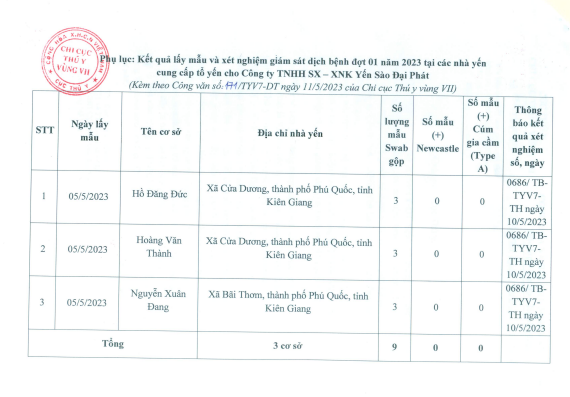 CỘNG HÒA X.H.C.N VIỆT NAM
CHI CỤC
THÚ Y
VÙNG VII
CỤC THÚ Y
Phụ lục: Kết quả lấy mẫu và xét nghiệm giám sát dịch bệnh đợt 01 năm 2023 tại các nhà yến
cung cấp tổ yến cho Công ty TNHH SX – XNK Yến Sào Đại Phát
(Kèm theo Công văn số: /TYV7-DT ngày 11/5/2023 của Chi cục Thú y vùng VII)
STT
Ngày lấy
mẫu
Tên cơ sở
Địa chỉ nhà yến
Số
lượng
mẫu
Swab
gộp
Số mẫu
(+)
Newcastle
Số mẫu
(+)
Cúm
gia cầm
(Type
A)
Thông
báo kết
quả xét
nghiệm
số, ngày
1
05/5/2023
Hồ Đăng Đức
Xã Cửa Dương, thành phố Phú Quốc, tỉnh
Kiên Giang
3
0
0
0686/ TB-
TYV7-
TH ngày
10/5/2023
2
05/5/2023
Hoàng Văn
Thành
Xã Cửa Dương, thành phố Phú Quốc, tỉnh
Kiên Giang
3
0
0
0686/ TB-
TYV7-
TH ngày
10/5/2023
3
05/5/2023
Nguyễn Xuân
Đang
Xã Bãi Thơm, thành phố Phú Quốc, tỉnh
Kiên Giang
3
0
0
0686/ TB-
TYV7-
TH ngày
10/5/2023
Tổng
3 cơ sở
9
0
0